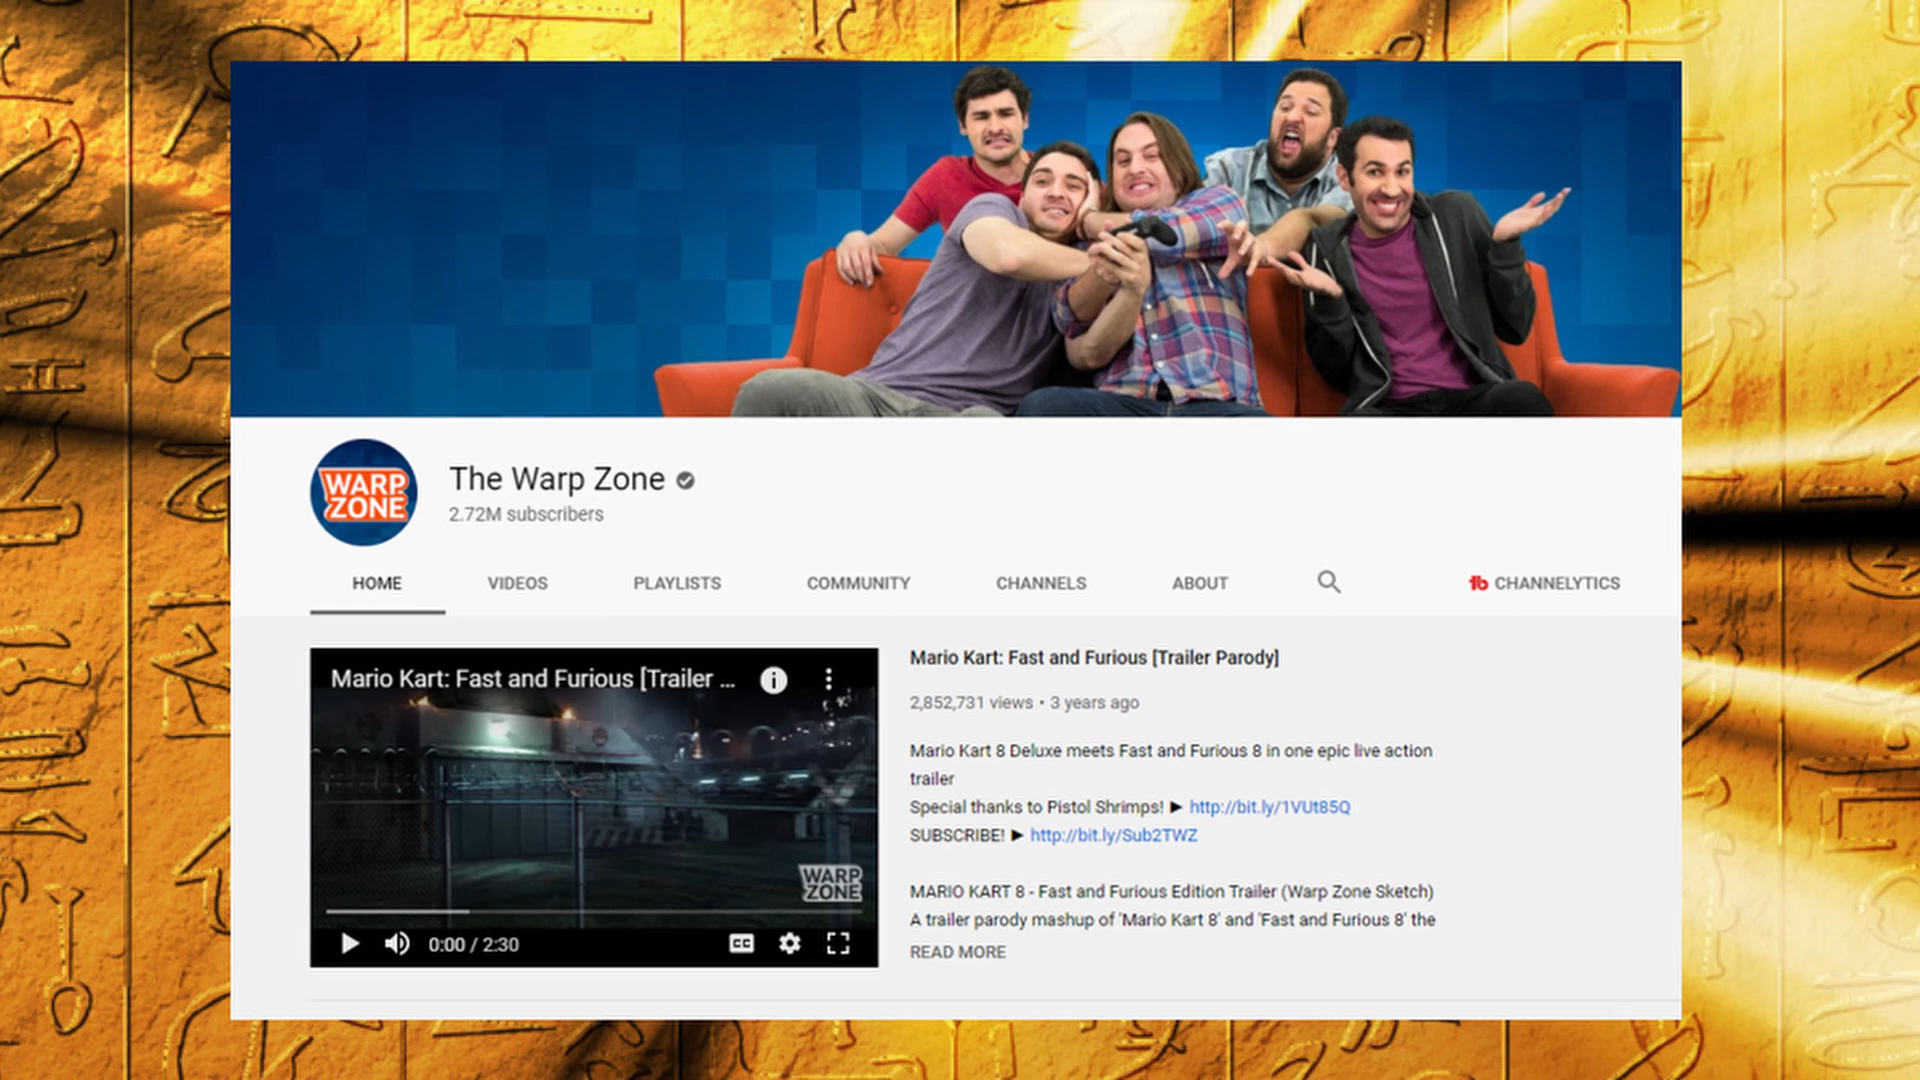 WARP
ZONE
The Warp Zone
2.72M subscribers
HOME
VIDEOS
PLAYLISTS
COMMUNITY
CHANNELS
ABOUT
CHANNELYTICS
Mario Kart: Fast and Furious [Trailer ...
WARP
ZONE
0:00 / 2:30
CC
Mario Kart: Fast and Furious [Trailer Parody]
2,852,731 views • 3 years ago
Mario Kart 8 Deluxe meets Fast and Furious 8 in one epic live action
trailer
Special thanks to Pistol Shrimps! ► http://bit.ly/1VUt85Q
SUBSCRIBE! ► http://bit.ly/Sub2TWZ
MARIO KART 8 - Fast and Furious Edition Trailer (Warp Zone Sketch)
A trailer parody mashup of 'Mario Kart 8' and 'Fast and Furious 8' the
READ MORE